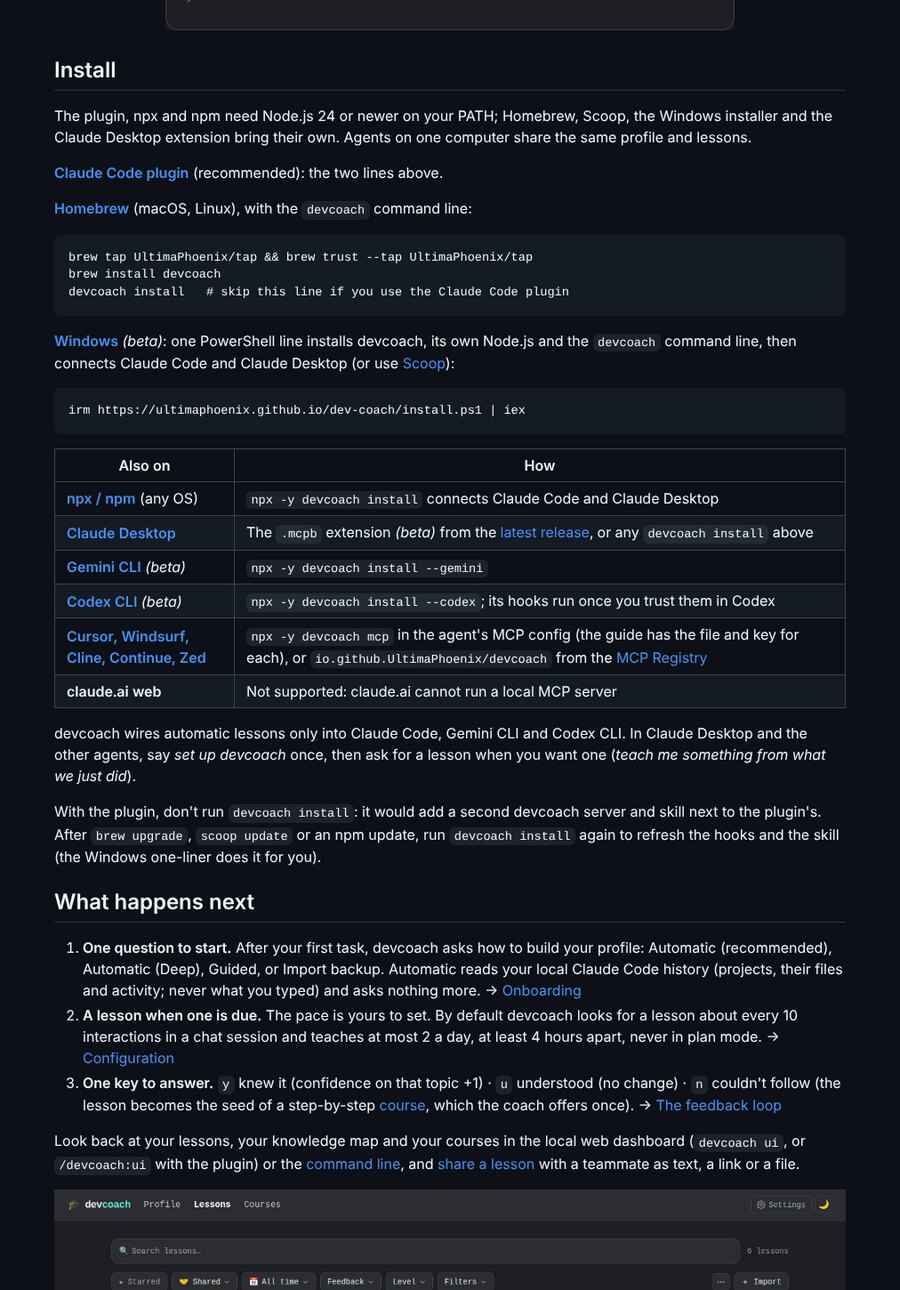 Install
The plugin, npx and npm need Node.js 24 or newer on your PATH; Homebrew, Scoop, the Windows installer and the
Claude Desktop extension bring their own. Agents on one computer share the same profile and lessons.
Claude Code plugin (recommended): the two lines above.
Homebrew (macOS, Linux), with the devcoach command line:
brew tap UltimaPhoenix/tap && brew trust --tap UltimaPhoenix/tap
brew install devcoach
devcoach install   # skip this line if you use the Claude Code plugin
Windows (beta): one PowerShell line installs devcoach, its own Node.js and the devcoach command line, then
connects Claude Code and Claude Desktop (or use Scoop):
irm https://ultimaphoenix.github.io/dev-coach/install.ps1 | iex
Also on How
npx / npm (any OS) npx -y devcoach install connects Claude Code and Claude Desktop
Claude Desktop The .mcpb extension (beta) from the latest release, or any devcoach install above
Gemini CLI (beta) npx -y devcoach install --gemini
Codex CLI (beta) npx -y devcoach install --codex; its hooks run once you trust them in Codex
Cursor, Windsurf, npx -y devcoach mcp in the agent's MCP config (the guide has the file and key for
Cline, Continue, Zed each), or io.github.UltimaPhoenix/devcoach from the MCP Registry
claude.ai web Not supported: claude.ai cannot run a local MCP server
devcoach wires automatic lessons only into Claude Code, Gemini CLI and Codex CLI. In Claude Desktop and the
other agents, say set up devcoach once, then ask for a lesson when you want one (teach me something from what
we just did).
With the plugin, don't run devcoach install: it would add a second devcoach server and skill next to the plugin's.
After brew upgrade, scoop update or an npm update, run devcoach install again to refresh the hooks and the skill
(the Windows one-liner does it for you).
What happens next
1. One question to start. After your first task, devcoach asks how to build your profile: Automatic (recommended),
Automatic (Deep), Guided, or Import backup. Automatic reads your local Claude Code history (projects, their files
and activity; never what you typed) and asks nothing more. → Onboarding
2. A lesson when one is due. The pace is yours to set. By default devcoach looks for a lesson about every 10
interactions in a chat session and teaches at most 2 a day, at least 4 hours apart, never in plan mode. →
Configuration
3. One key to answer. y knew it (confidence on that topic +1) · u understood (no change) · n couldn't follow (the
lesson becomes the seed of a step-by-step course, which the coach offers once). → The feedback loop
Look back at your lessons, your knowledge map and your courses in the local web dashboard (devcoach ui, or
/devcoach:ui with the plugin) or the command line, and share a lesson with a teammate as text, a link or a file.
devcoach Profile Lessons Courses Settings
Search lessons… 6 lessons
Starred Shared All time Feedback Level Filters ... + Import